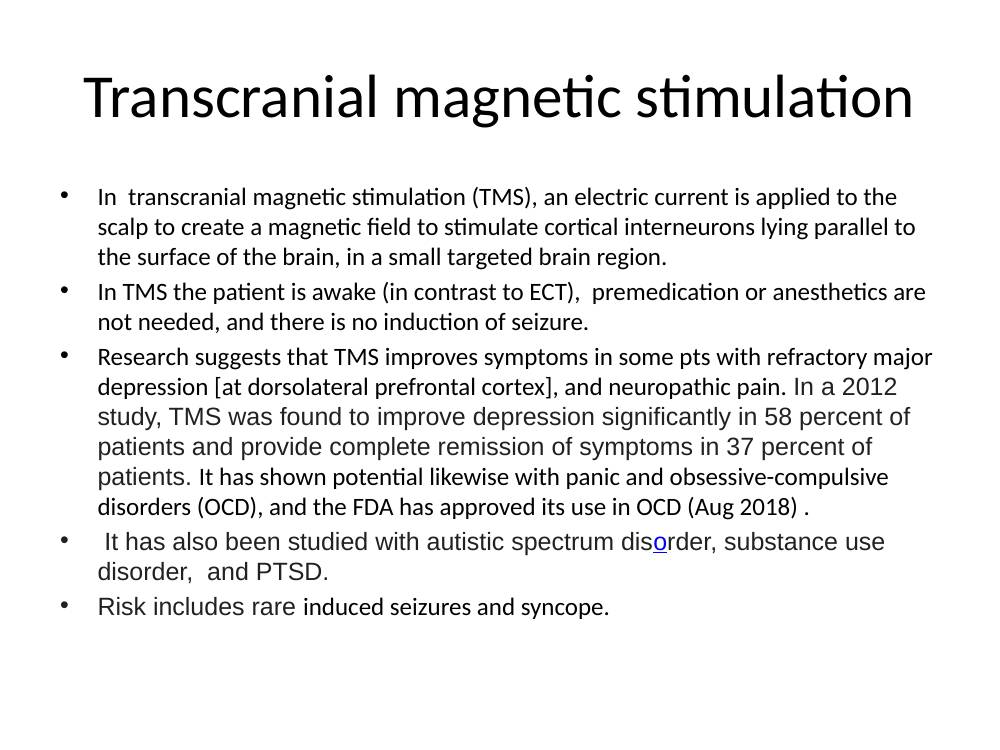 Transcranial magnetic stimulation
• In  transcranial magnetic stimulation (TMS), an electric current is applied to the
scalp to create a magnetic field to stimulate cortical interneurons lying parallel to
the surface of the brain, in a small targeted brain region.
• In TMS the patient is awake (in contrast to ECT),  premedication or anesthetics are
not needed, and there is no induction of seizure.
• Research suggests that TMS improves symptoms in some pts with refractory major
depression [at dorsolateral prefrontal cortex], and neuropathic pain. In a 2012
study, TMS was found to improve depression significantly in 58 percent of
patients and provide complete remission of symptoms in 37 percent of
patients. It has shown potential likewise with panic and obsessive-compulsive
disorders (OCD), and the FDA has approved its use in OCD (Aug 2018) .
•  It has also been studied with autistic spectrum disorder, substance use
disorder,  and PTSD.
• Risk includes rare induced seizures and syncope.